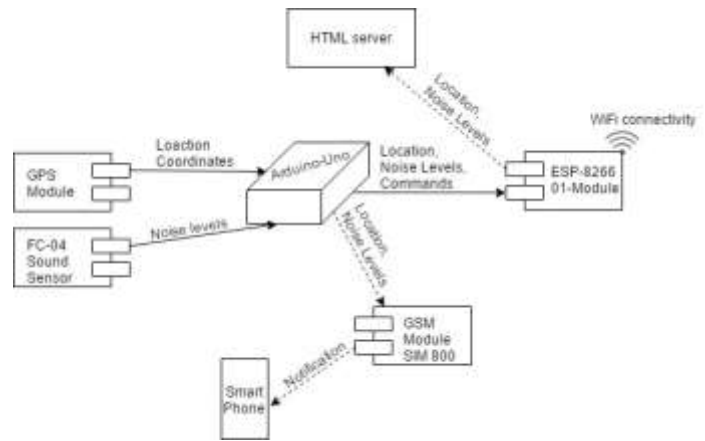 HTML server
Location,
Noise Levels
WiFi connectivity
Loaction
Coordinates
Arduino-Uno
Location,
Noise Levels,
Commands
ESP-8266
01-Module
GPS
Module
Noise levels
FC-04
Sound
Sensor
Location,
Noise Levels
GSM
Module
SIM 800
Notification
Smart
Phone